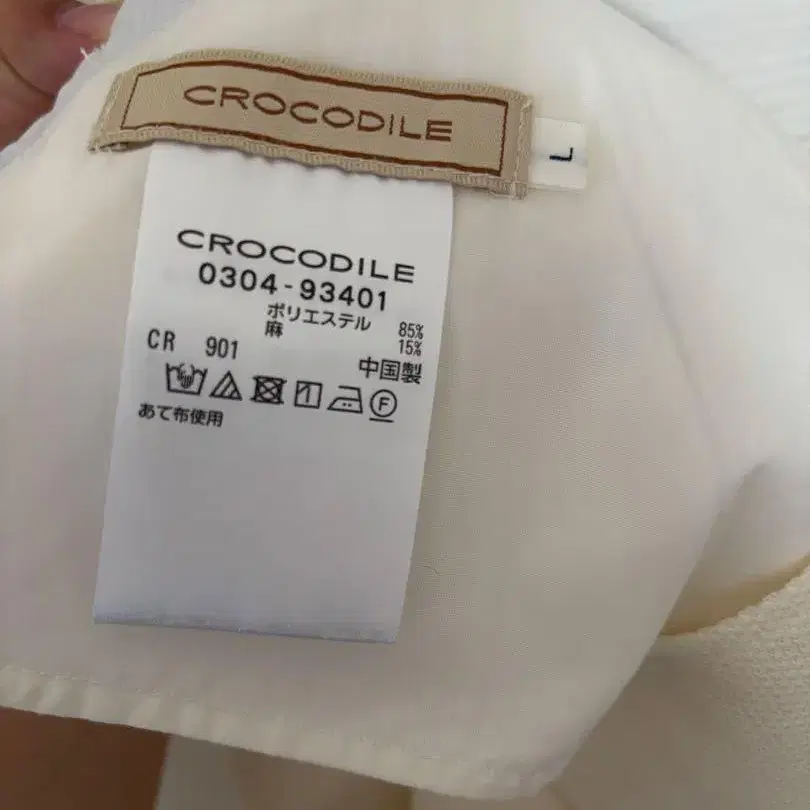 CROCODILE
L
CROCODILE
0304-93401
ポリエステル 85%
麻 15%
CR 901
中国製
F
あて布使用